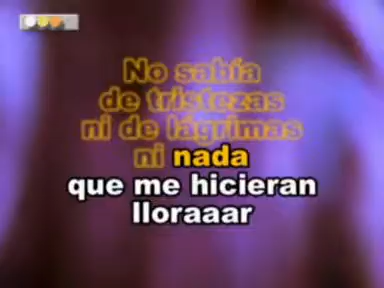 No sabía
de tristezas
ni de lágrimas
ni nada
que me hicieran
lloraaar